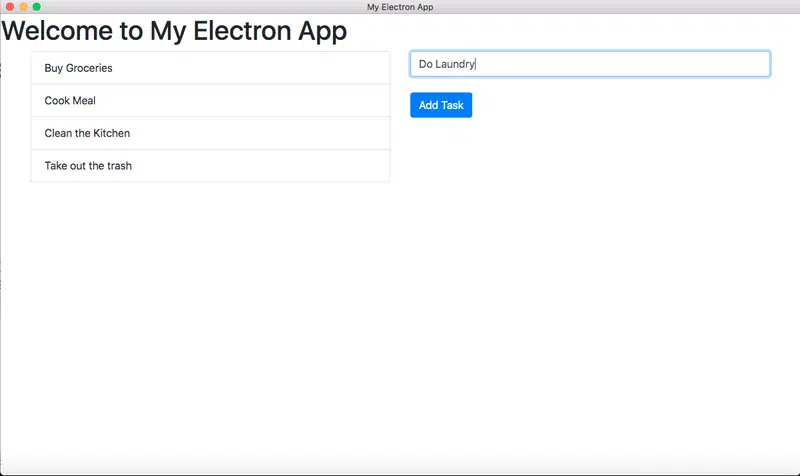 My Electron App
Welcome to My Electron App
Buy Groceries
Cook Meal
Clean the Kitchen
Take out the trash
Do Laundry
Add Task